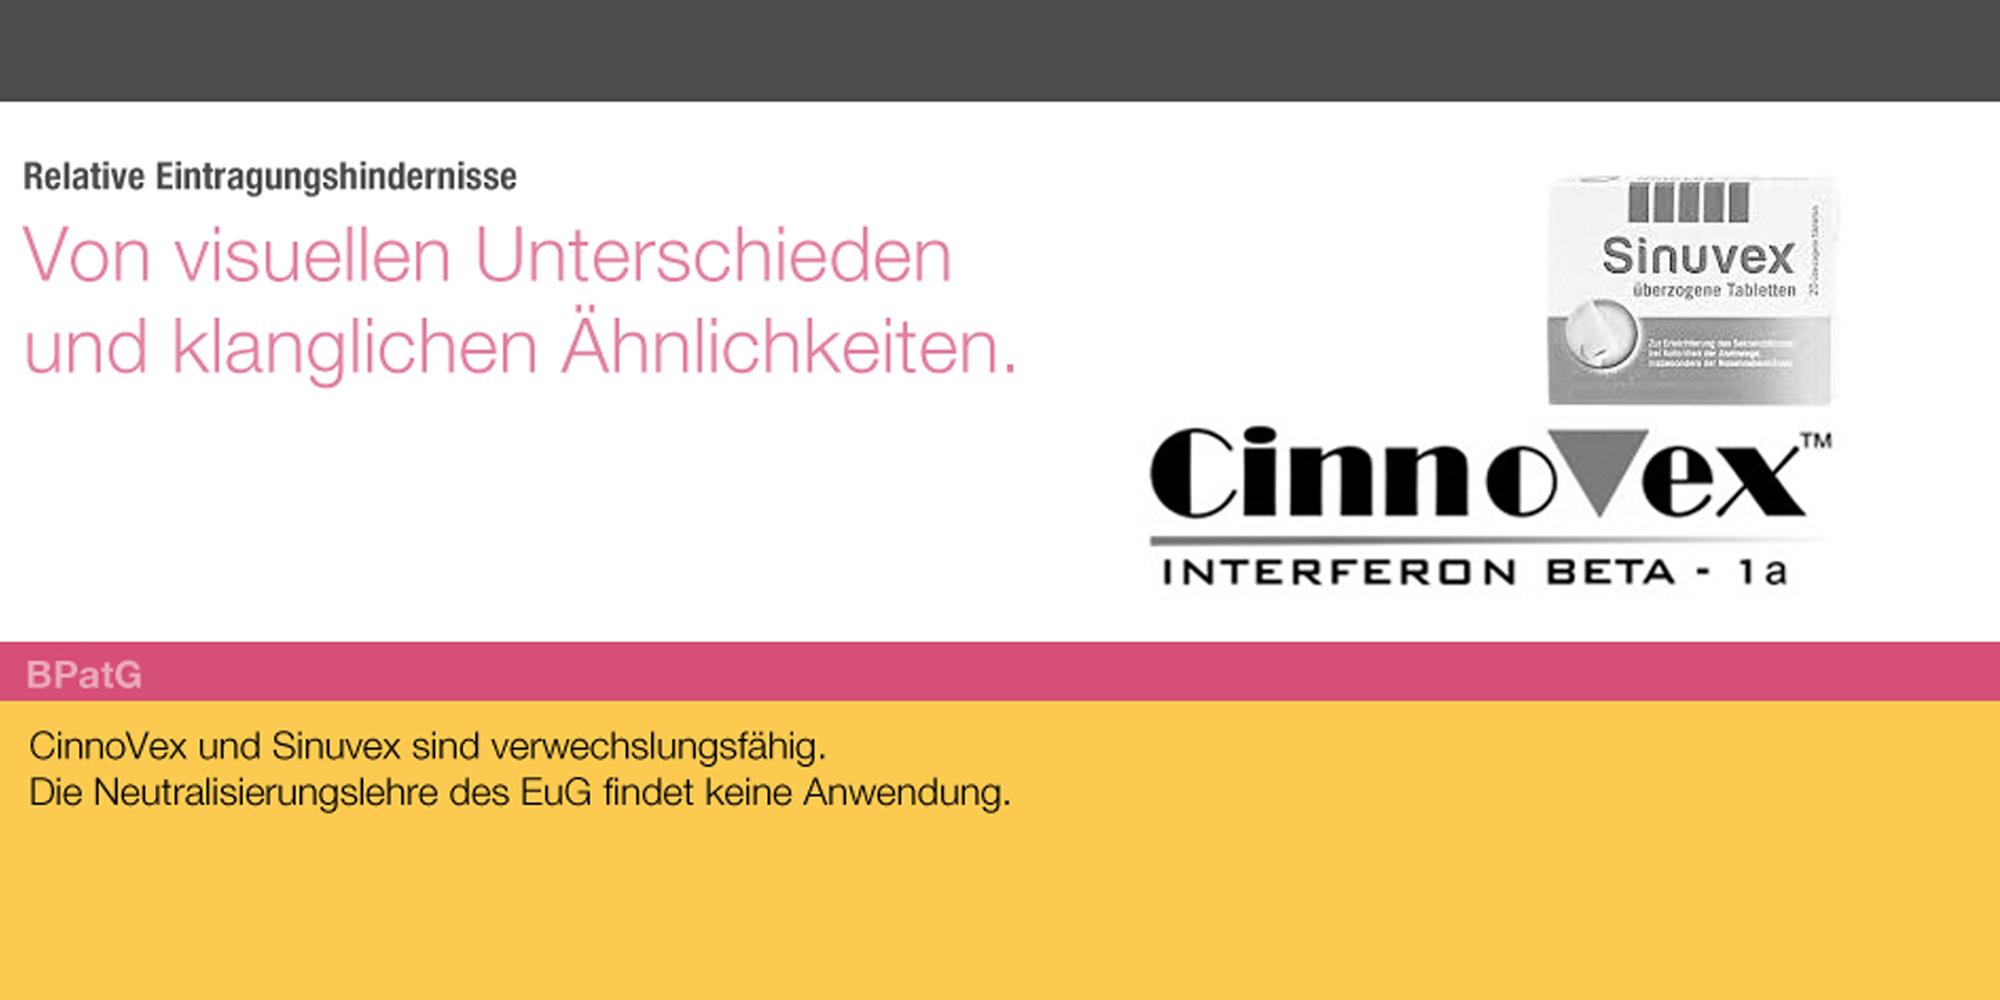 Relative Eintragungshindernisse
Von visuellen Unterschieden
und klanglichen Ähnlichkeiten.
Sinuvex
überzogene Tabletten
CinnoVex™
INTERFERON BETA - 1a
BPatG
CinnoVex und Sinuvex sind verwechslungsfähig.
Die Neutralisierungslehre des EuG findet keine Anwendung.